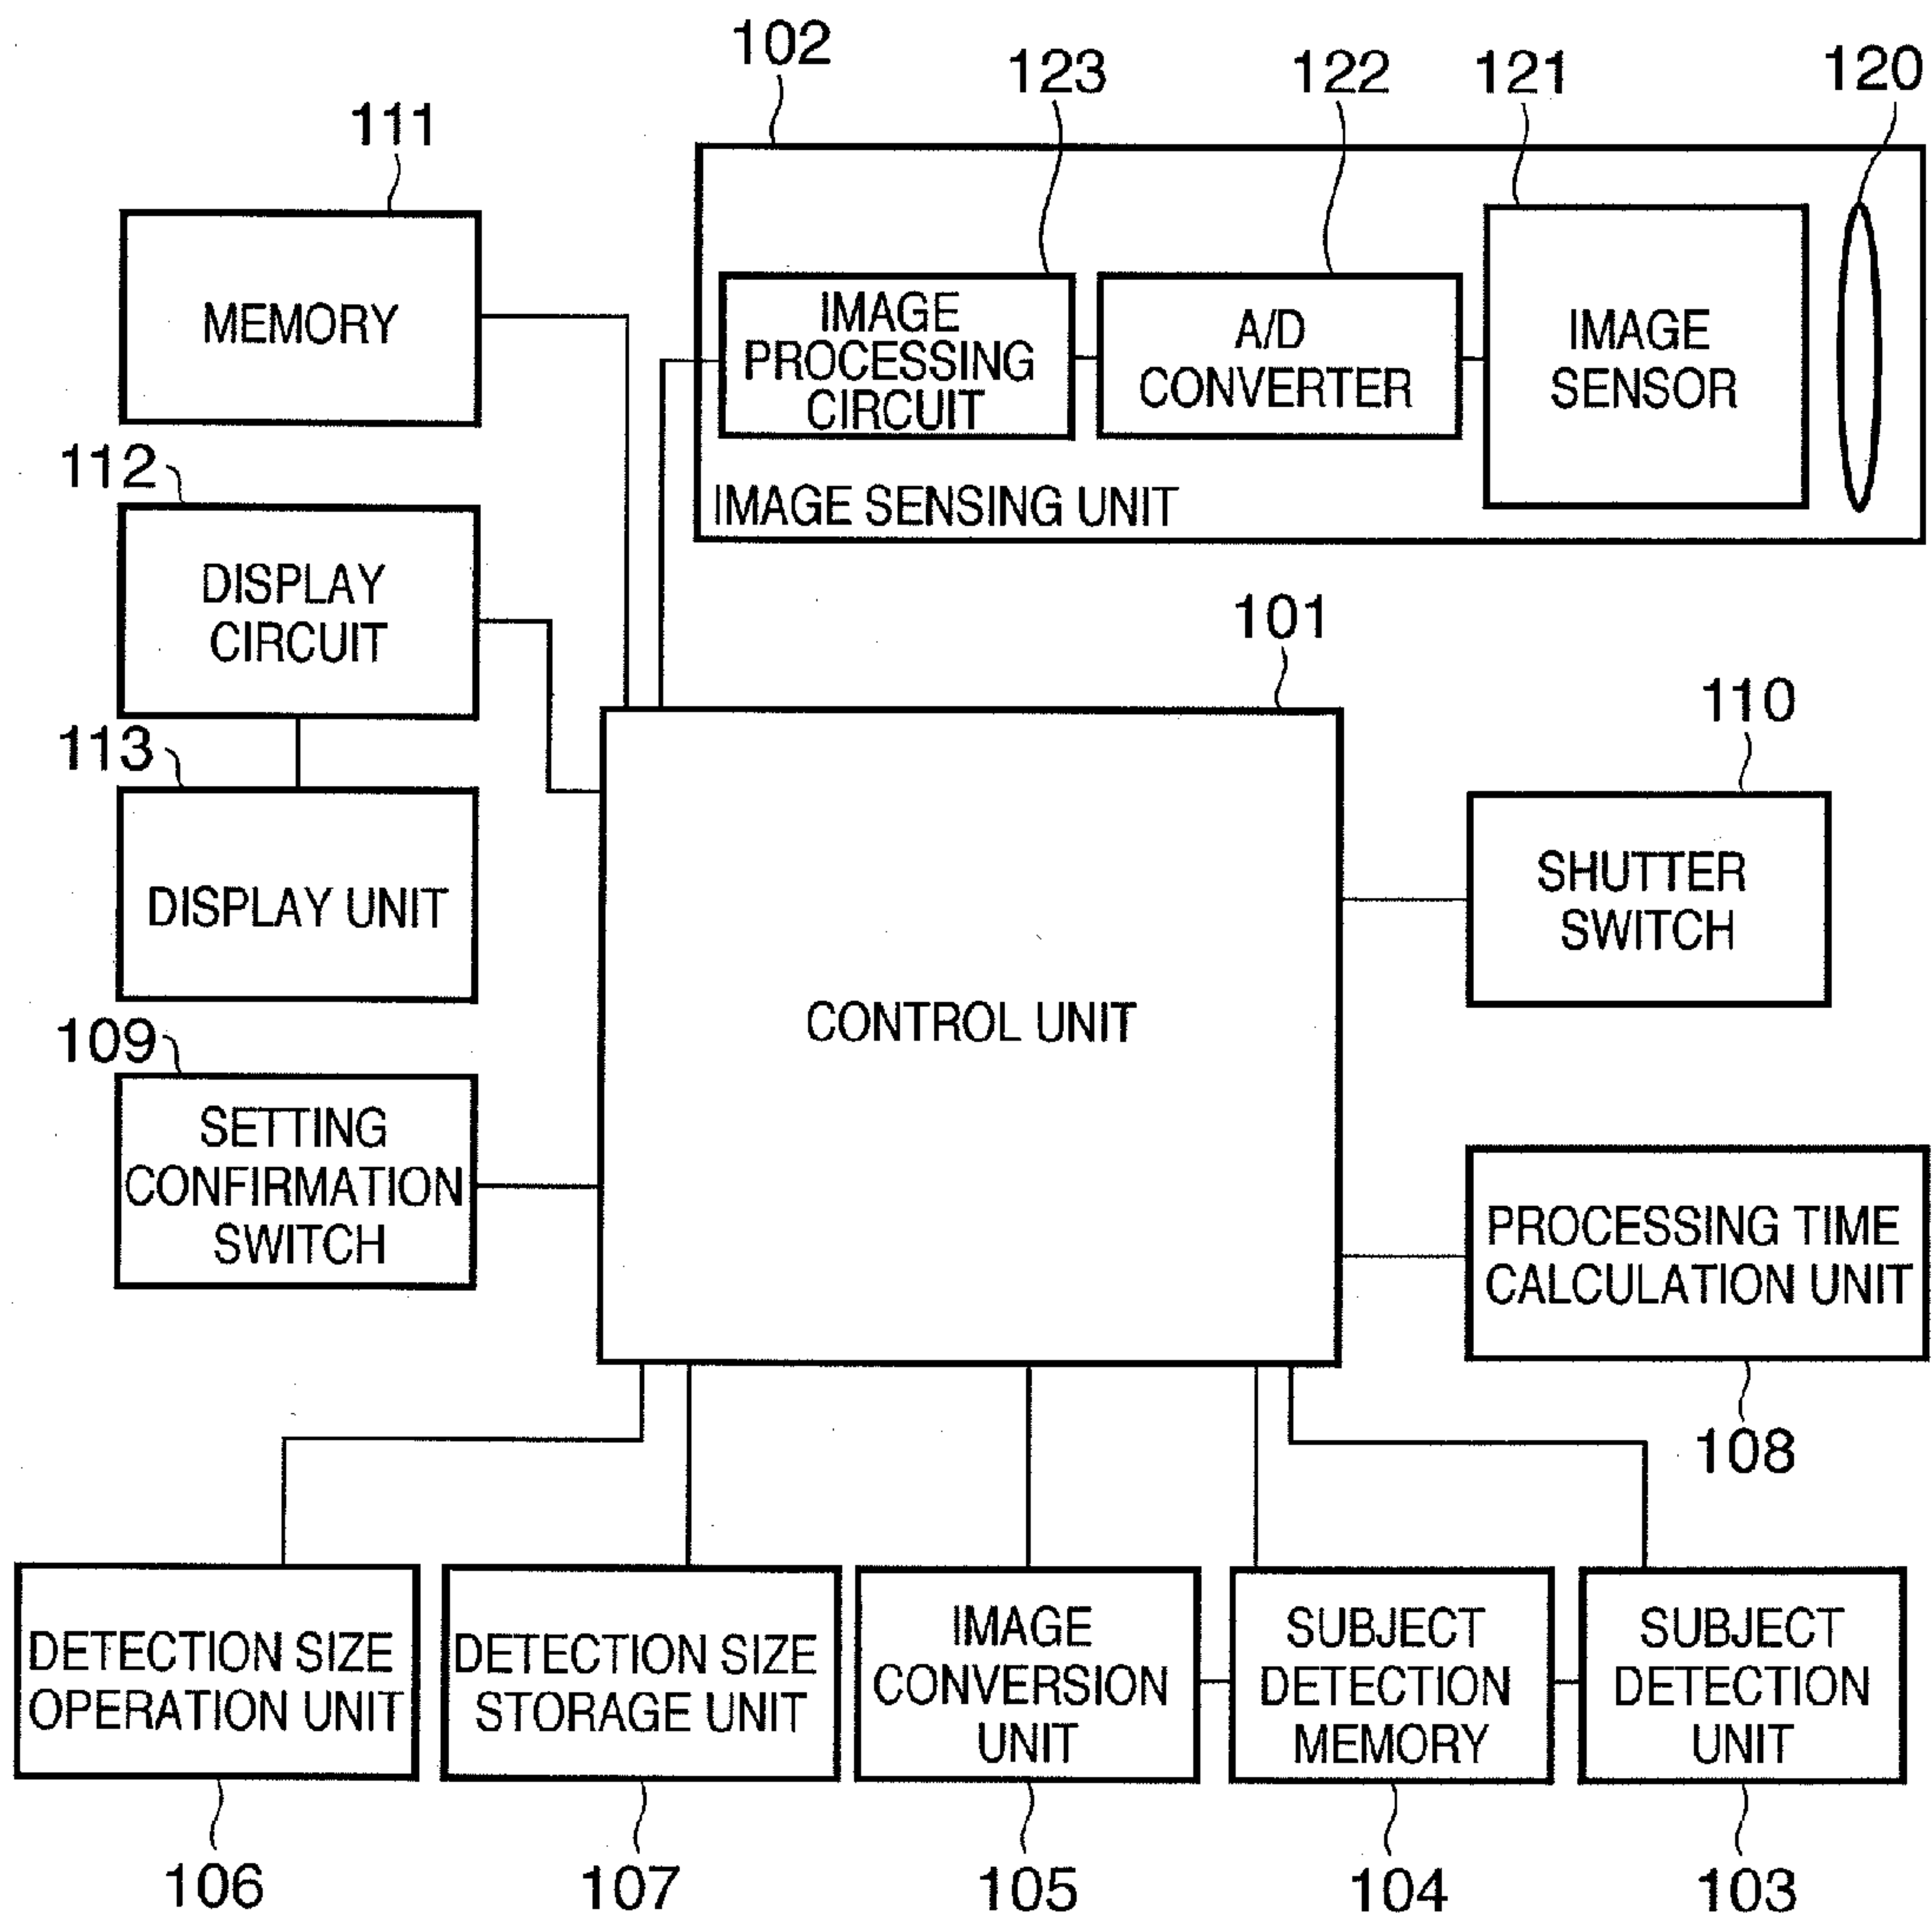 102
123
122
121
120
111
MEMORY
IMAGE
PROCESSING
CIRCUIT
A/D
CONVERTER
IMAGE
SENSOR
IMAGE SENSING UNIT
112
DISPLAY
CIRCUIT
101
110
113
DISPLAY UNIT
CONTROL UNIT
SHUTTER
SWITCH
109
SETTING
CONFIRMATION
SWITCH
PROCESSING TIME
CALCULATION UNIT
108
DETECTION SIZE
OPERATION UNIT
DETECTION SIZE
STORAGE UNIT
IMAGE
CONVERSION
UNIT
SUBJECT
DETECTION
MEMORY
SUBJECT
DETECTION
UNIT
106
107
105
104
103